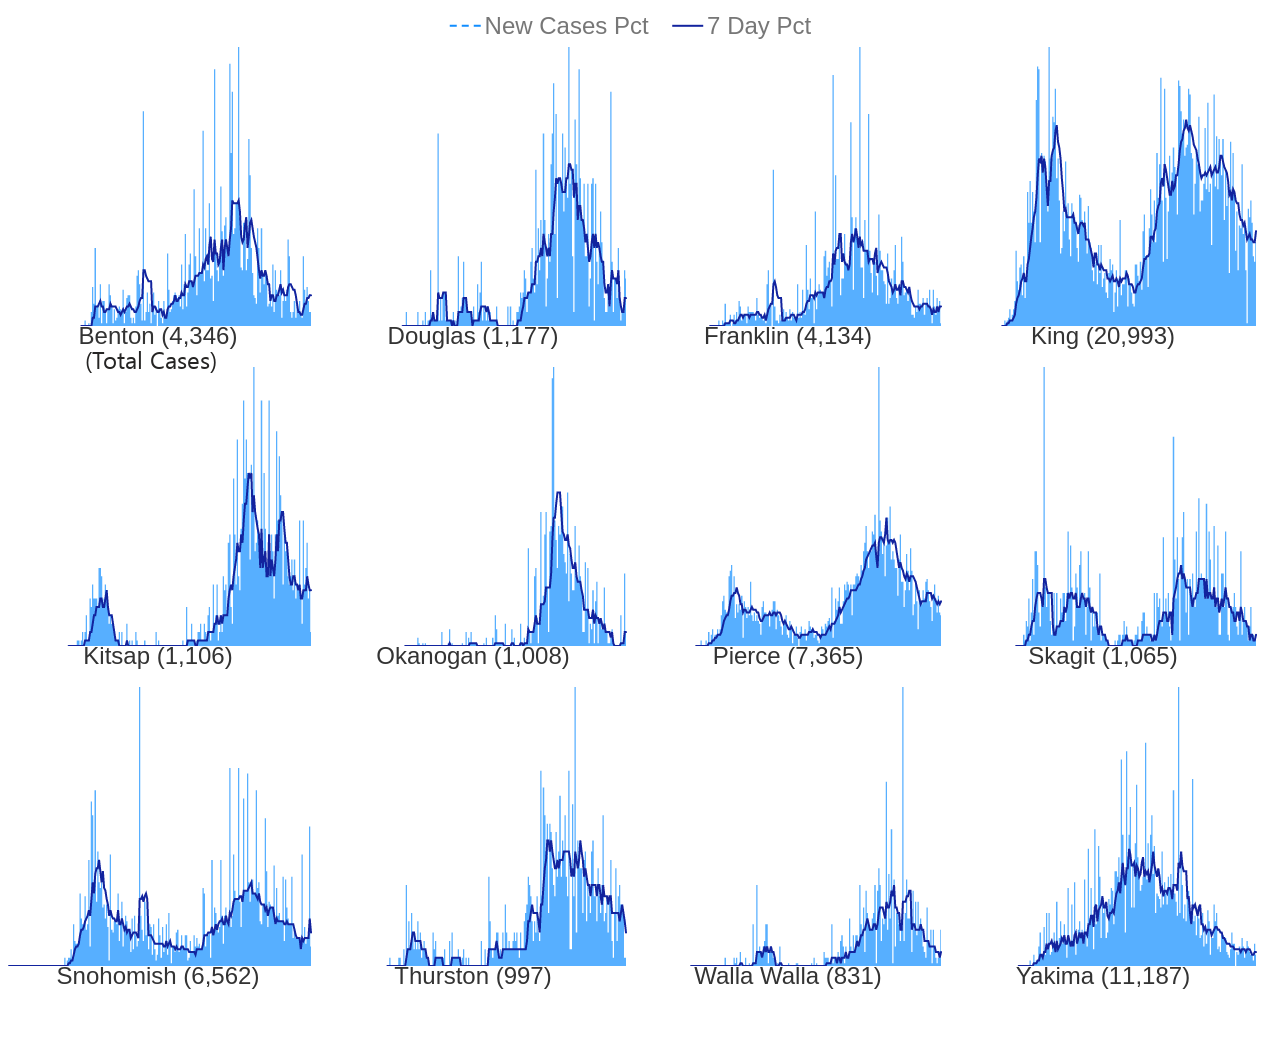 New Cases Pct 7 Day Pct
Benton (4,346) Douglas (1,177) Franklin (4,134) King (20,993)
(Total Cases)
Kitsap (1,106) Okanogan (1,008) Pierce (7,365) Skagit (1,065)
Snohomish (6,562) Thurston (997) Walla Walla (831) Yakima (11,187)